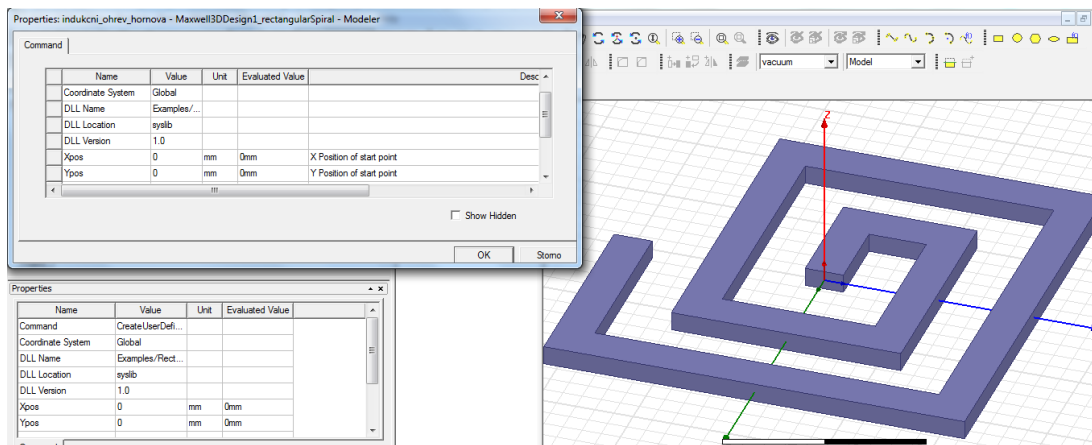 Properties: indukcni_ohrev_hornova - Maxwell3DDesign1_rectangularSpiral - Modeler
Command
Name Value Unit Evaluated Value Desc
Coordinate System Global
DLL Name Examples/...
DLL Location syslib
DLL Version 1.0
Xpos 0 mm 0mm X Position of start point
Ypos 0 mm 0mm Y Position of start point
Show Hidden
OK Storno
vacuum Model
Z
Properties
Name Value Unit Evaluated Value
Command CreateUserDefi...
Coordinate System Global
DLL Name Examples/Rect...
DLL Location syslib
DLL Version 1.0
Xpos 0 mm 0mm
Ypos 0 mm 0mm